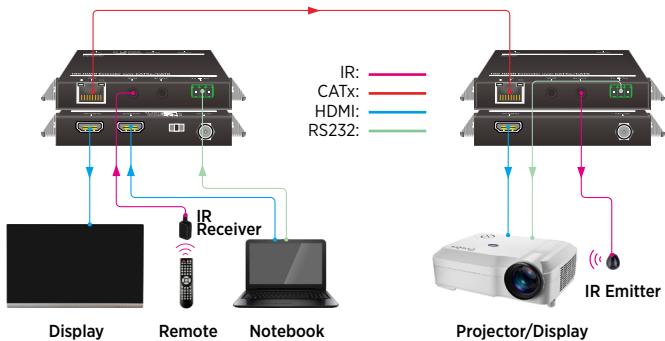 IR:
CATx:
HDMI:
RS232:
IR
Receiver
IR Emitter
Display
Remote
Notebook
Projector/Display